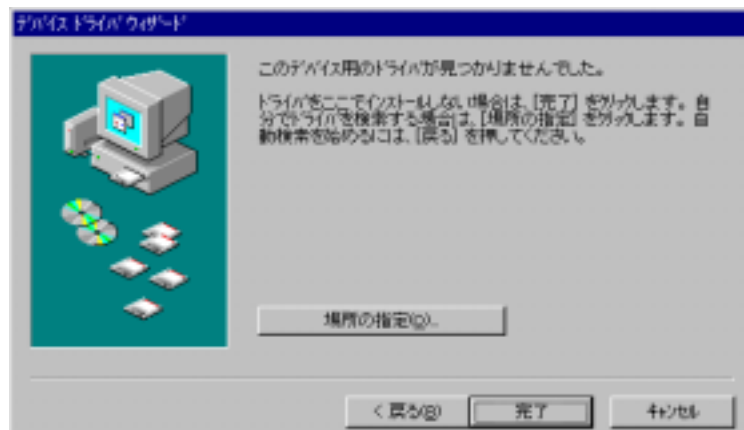 デバイス ドライバ ウィザード
このデバイス用のドライバが見つかりませんでした。
ドライバをここでインストールしない場合は、[完了] をクリックします。自
分でドライバを検索する場合は、[場所の指定] をクリックします。自
動検索を始めるには、[戻る] を押してください。
場所の指定(O)...
< 戻る(B)
完了
キャンセル